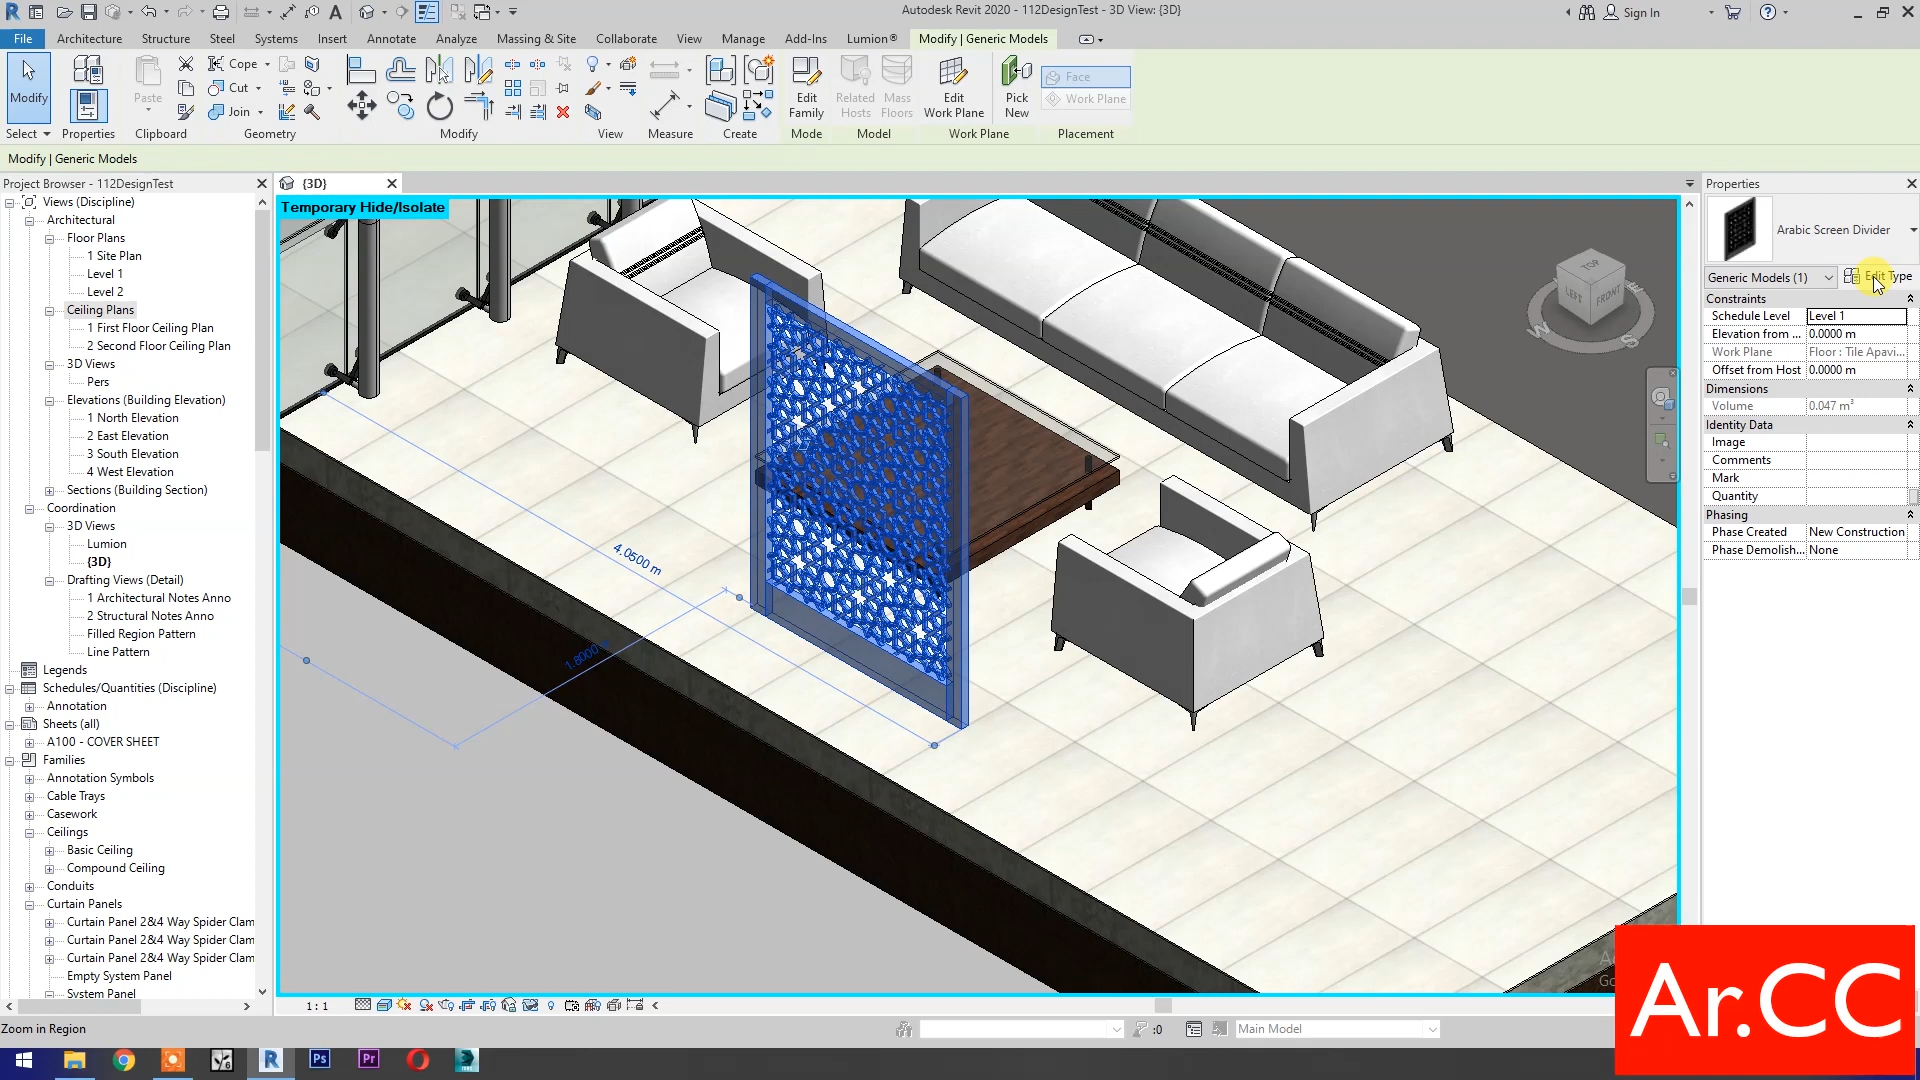 Autodesk Revit 2020 - 112DesignTest - 3D View: {3D}
Sign In
File
Architecture
Structure
Steel
Systems
Insert
Annotate
Analyze
Massing & Site
Collaborate
View
Manage
Add-Ins
Lumion®
Modify | Generic Models
Modify
Paste
Cope
Cut
Join
Edit
Family
Related
Hosts
Mass
Floors
Edit
Work Plane
Pick
New
Face
Work Plane
Select
Properties
Clipboard
Geometry
Modify
View
Measure
Create
Mode
Model
Work Plane
Placement
Modify | Generic Models
Project Browser - 112DesignTest
Views (Discipline)
Architectural
Floor Plans
1 Site Plan
Level 1
Level 2
Ceiling Plans
1 First Floor Ceiling Plan
2 Second Floor Ceiling Plan
3D Views
Pers
Elevations (Building Elevation)
1 North Elevation
2 East Elevation
3 South Elevation
4 West Elevation
Sections (Building Section)
Coordination
3D Views
Lumion
{3D}
Drafting Views (Detail)
1 Architectural Notes Anno
2 Structural Notes Anno
Filled Region Pattern
Line Pattern
Legends
Schedules/Quantities (Discipline)
Annotation
Sheets (all)
A100 - COVER SHEET
Families
Annotation Symbols
Cable Trays
Casework
Ceilings
Basic Ceiling
Compound Ceiling
Conduits
Curtain Panels
Curtain Panel 2&4 Way Spider Clam
Curtain Panel 2&4 Way Spider Clam
Curtain Panel 2&4 Way Spider Clam
Empty System Panel
System Panel
{3D}
Temporary Hide/Isolate
TOP
LEFT
FRONT
W
S
4.0500 m
1.8000
1 : 1
Properties
Arabic Screen Divider
Generic Models (1)
Edit Type
Constraints
Schedule Level Level 1
Elevation from ... 0.0000 m
Work Plane Floor : Tile Apavi...
Offset from Host 0.0000 m
Dimensions
Volume 0.047 m³
Identity Data
Image
Comments
Mark
Quantity
Phasing
Phase Created New Construction
Phase Demolish... None
Zoom in Region
:0
Main Model
Ps
Pr
R
Ar.CC